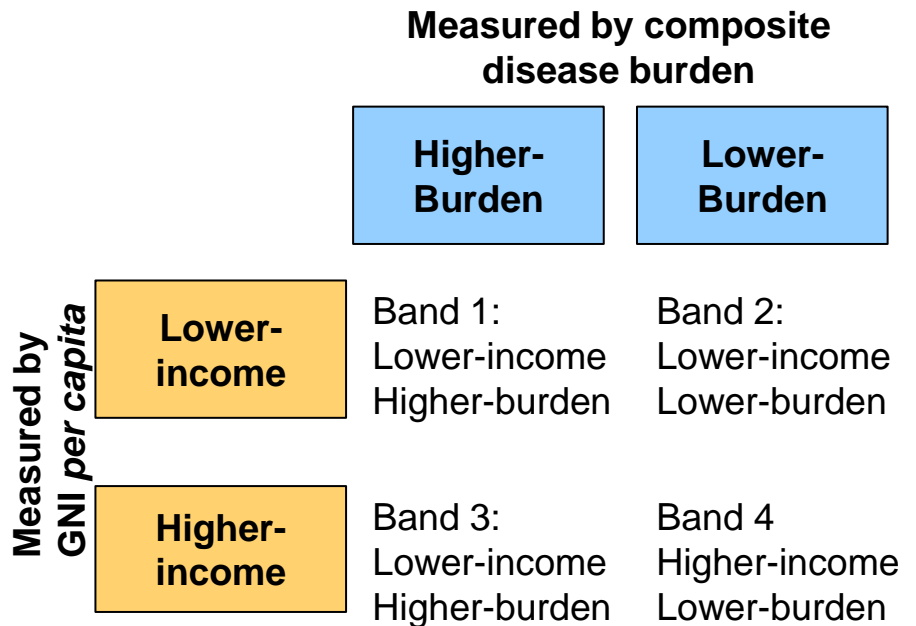 Measured by composite
disease burden
Higher-
Burden
Lower-
Burden
Measured by
GNI per capita
Lower-
income
Band 1:
Lower-income
Higher-burden
Band 2:
Lower-income
Lower-burden
Higher-
income
Band 3:
Lower-income
Higher-burden
Band 4
Higher-income
Lower-burden